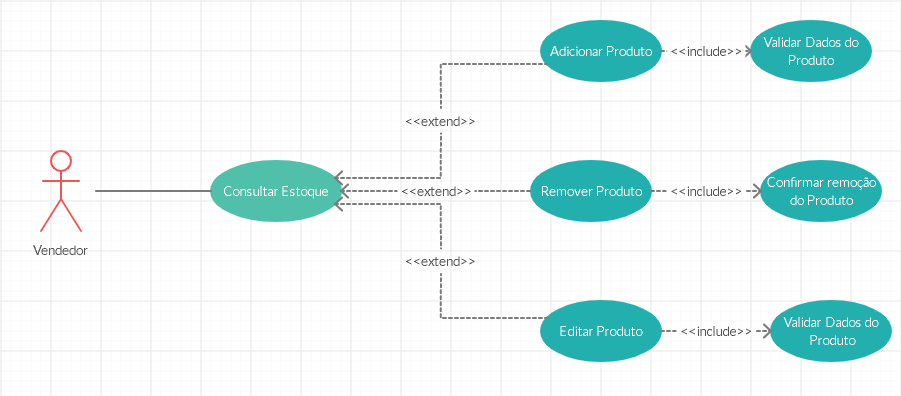 Adicionar Produto
<<include>>
Validar Dados do
Produto
<<extend>>
Consultar Estoque
<<extend>>
Remover Produto
<<include>>
Confirmar remoção
do Produto
Vendedor
<<extend>>
Editar Produto
<<include>>
Validar Dados do
Produto